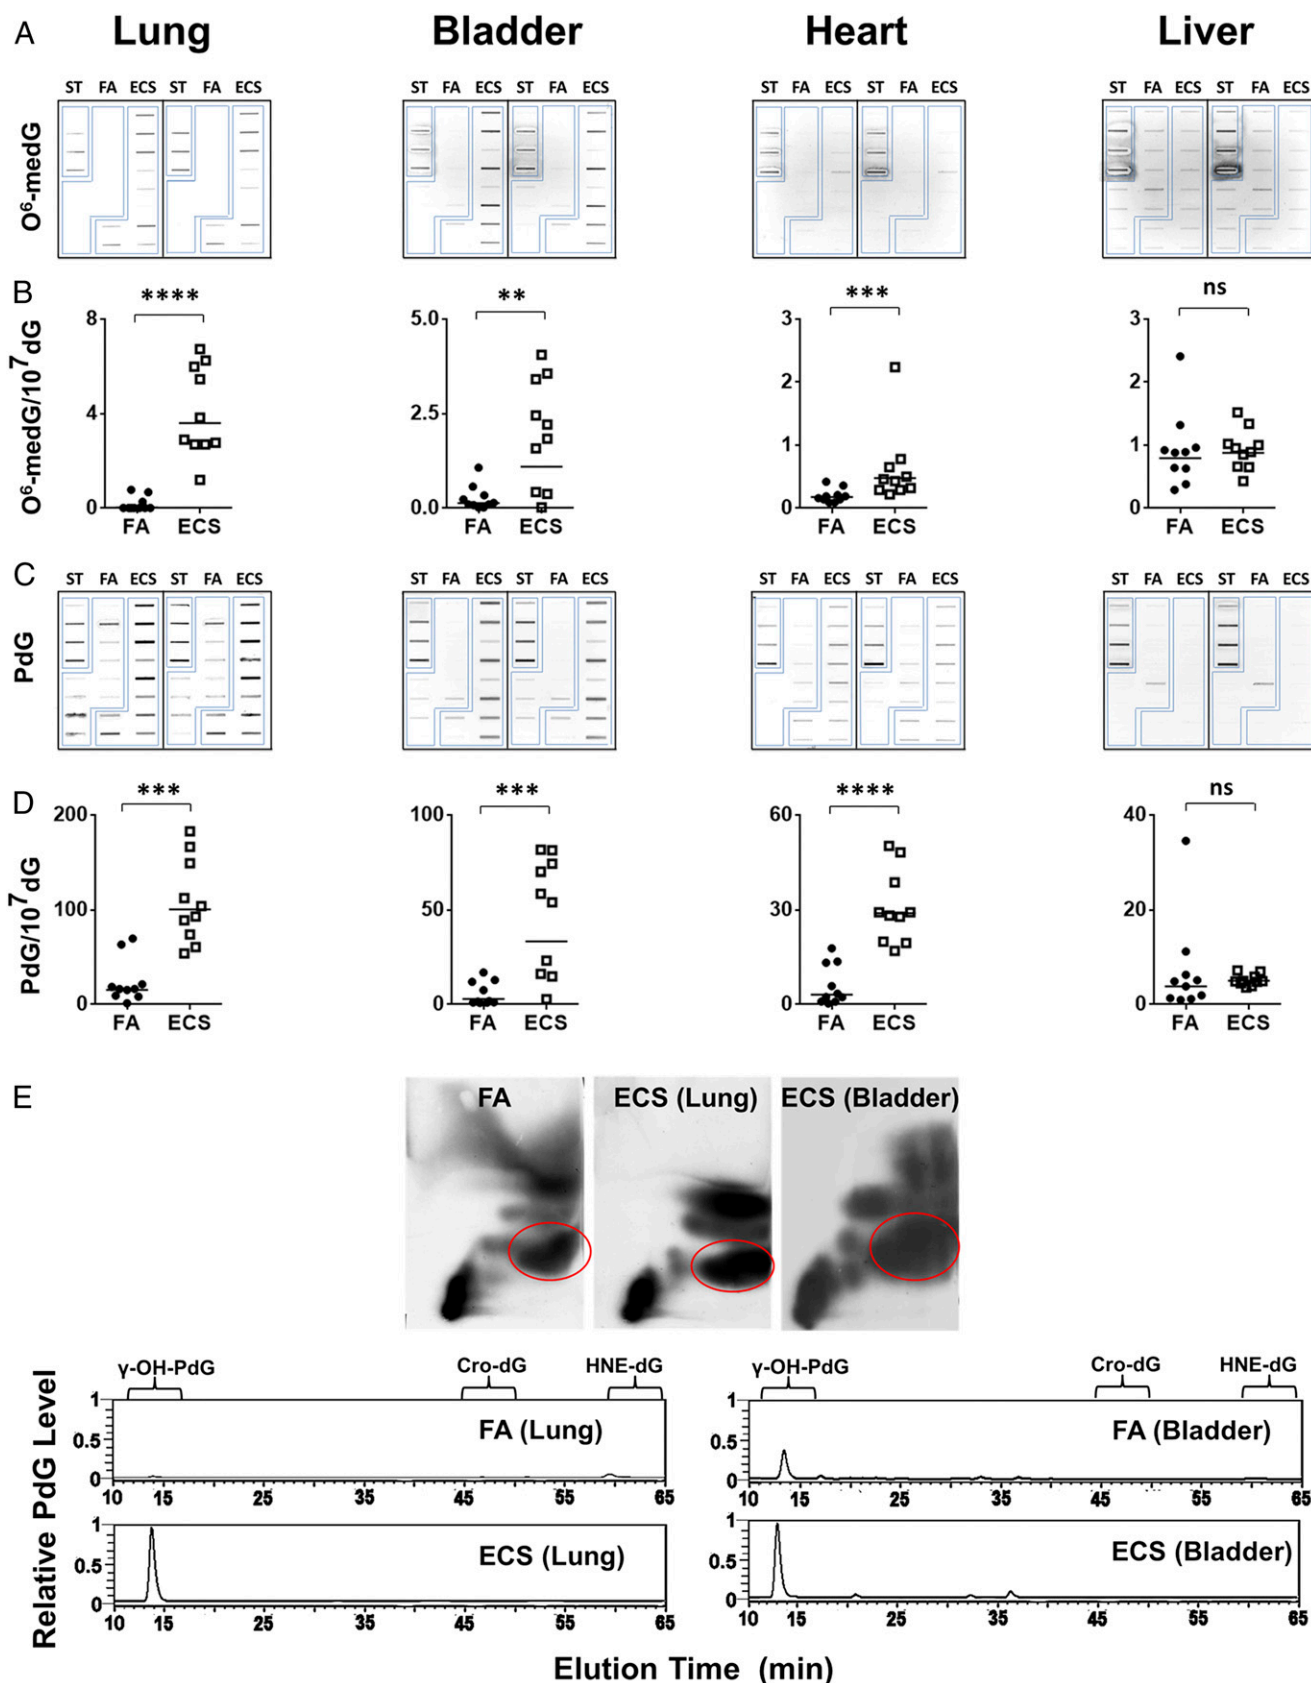 A Lung Bladder Heart Liver
ST FA ECS ST FA ECS ST FA ECS ST FA ECS ST FA ECS ST FA ECS ST FA ECS ST FA ECS
O⁶-medG
B **** ** *** ns
O⁶-medG/10⁷dG
8 5.0 3 3
2 2
4 2.5
1 1
0 0.0 0 0
FA ECS FA ECS FA ECS FA ECS
C ST FA ECS ST FA ECS ST FA ECS ST FA ECS ST FA ECS ST FA ECS ST FA ECS ST FA ECS
PdG
D *** *** **** ns
PdG/10⁷dG
200 100 60 40
100 50 30 20
0 0 0 0
FA ECS FA ECS FA ECS FA ECS
E FA ECS (Lung) ECS (Bladder)
Relative PdG Level
γ-OH-PdG Cro-dG HNE-dG γ-OH-PdG Cro-dG HNE-dG
1 FA (Lung) 1 FA (Bladder)
0.5 0.5
0 0
10 15 25 35 45 55 65 10 15 25 35 45 55 65
1 ECS (Lung) 1 ECS (Bladder)
0.5 0.5
0 0
10 15 25 35 45 55 65 10 15 25 35 45 55 65
Elution Time (min)